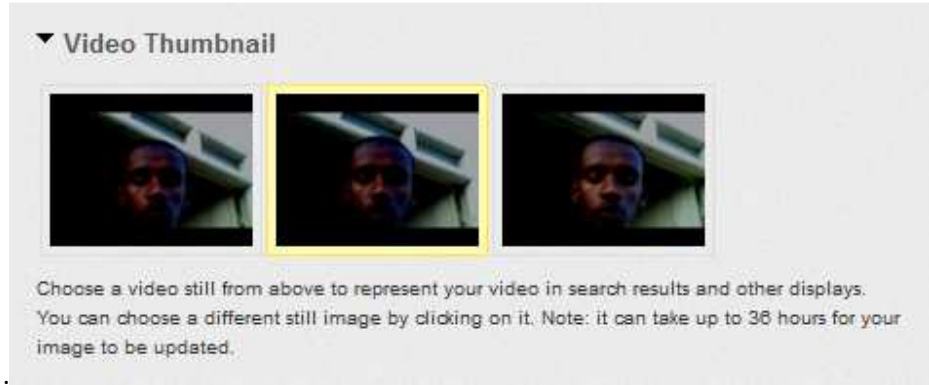 Video Thumbnail
Choose a video still from above to represent your video in search results and other displays.
You can choose a different still image by clicking on it. Note: it can take up to 36 hours for your
image to be updated.
.